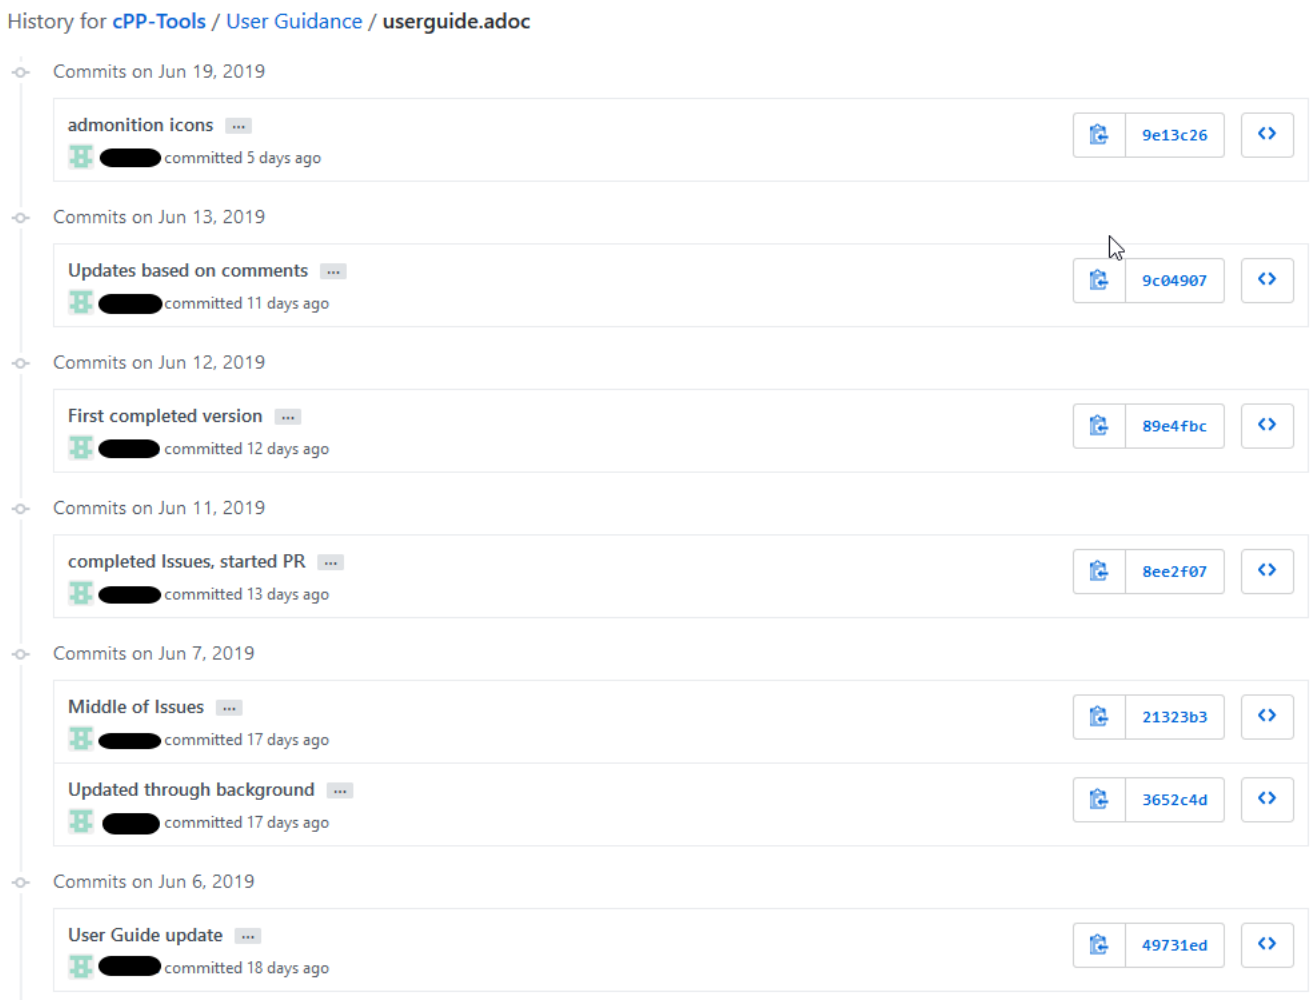 History for cPP-Tools / User Guidance / userguide.adoc
Commits on Jun 19, 2019
admonition icons ...
committed 5 days ago
9e13c26
<>
Commits on Jun 13, 2019
Updates based on comments ...
committed 11 days ago
9c04907
<>
Commits on Jun 12, 2019
First completed version ...
committed 12 days ago
89e4fbc
<>
Commits on Jun 11, 2019
completed Issues, started PR ...
committed 13 days ago
8ee2f07
<>
Commits on Jun 7, 2019
Middle of Issues ...
committed 17 days ago
21323b3
<>
Updated through background ...
committed 17 days ago
3652c4d
<>
Commits on Jun 6, 2019
User Guide update ...
committed 18 days ago
49731ed
<>